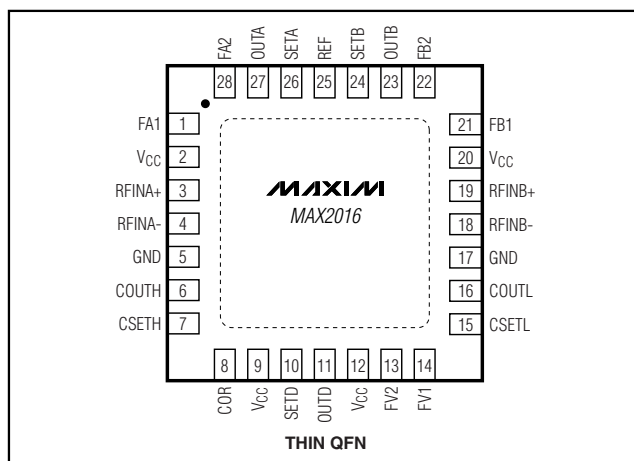 FA2 OUTA SETA REF SETB OUTB FB2
28 27 26 25 24 23 22
FA1 1 21 FB1
VCC 2 20 VCC
RFINA+ 3 19 RFINB+
MAXIM
RFINA- 4 18 RFINB-
MAX2016
GND 5 17 GND
COUTH 6 16 COUTL
CSETH 7 15 CSETL
8 9 10 11 12 13 14
COR VCC SETD OUTD VCC FV2 FV1
THIN QFN